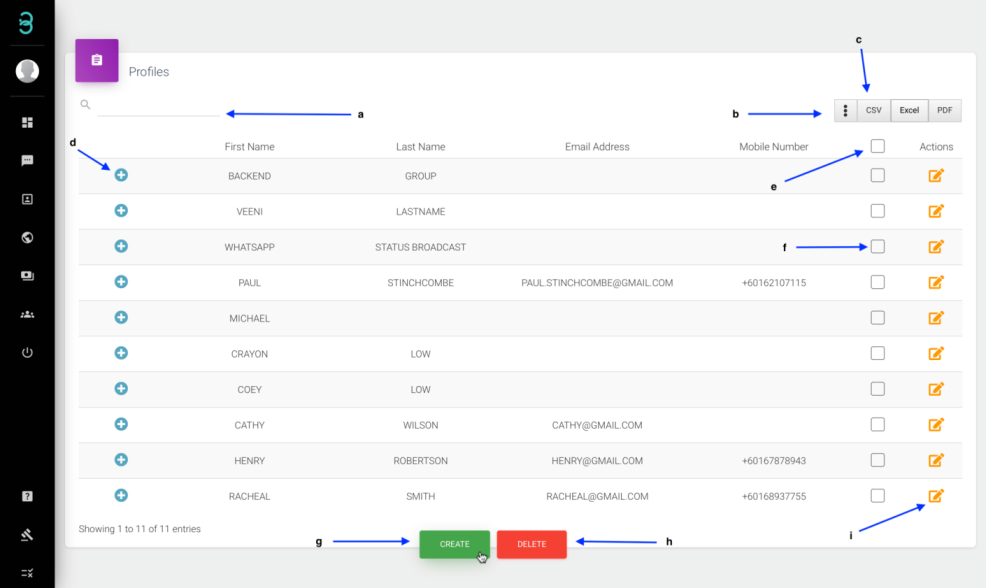 c
Profiles
a
b
CSV Excel PDF
d
First Name Last Name Email Address Mobile Number Actions
e
BACKEND GROUP
VEENI LASTNAME
WHATSAPP STATUS BROADCAST
f
PAUL STINCHCOMBE PAUL.STINCHCOMBE@GMAIL.COM +60162107115
MICHAEL
CRAYON LOW
COEY LOW
CATHY WILSON CATHY@GMAIL.COM
HENRY ROBERTSON HENRY@GMAIL.COM +60167878943
RACHEAL SMITH RACHEAL@GMAIL.COM +60168937755
Showing 1 to 11 of 11 entries
i
g
CREATE DELETE
h